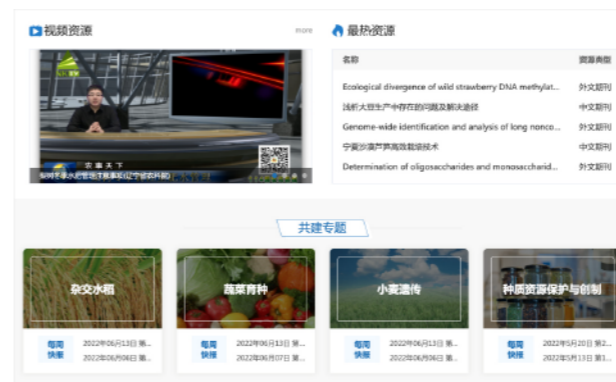 视频资源
more
农事天下
最热资源
名称 资源类型
Ecological divergence of wild strawberry DNA methylat... 外文期刊
浅析大豆生产中存在的问题及解决途径 中文期刊
Genome-wide identification and analysis of long nonco... 外文期刊
宁夏沙漠芦笋高效栽培技术 中文期刊
Determination of oligosaccharides and monosaccharid... 外文期刊
共建专题
杂交水稻
每周快报
2022年06月13日 第...
2022年06月06日 第...
蔬菜育种
每周快报
2022年06月13日 第...
2022年06月07日 第...
小麦遗传
每周快报
2022年06月13日 第...
2022年06月06日 第...
种质资源保护与创制
每周快报
2022年5月20日 第2...
2022年5月13日 第1...